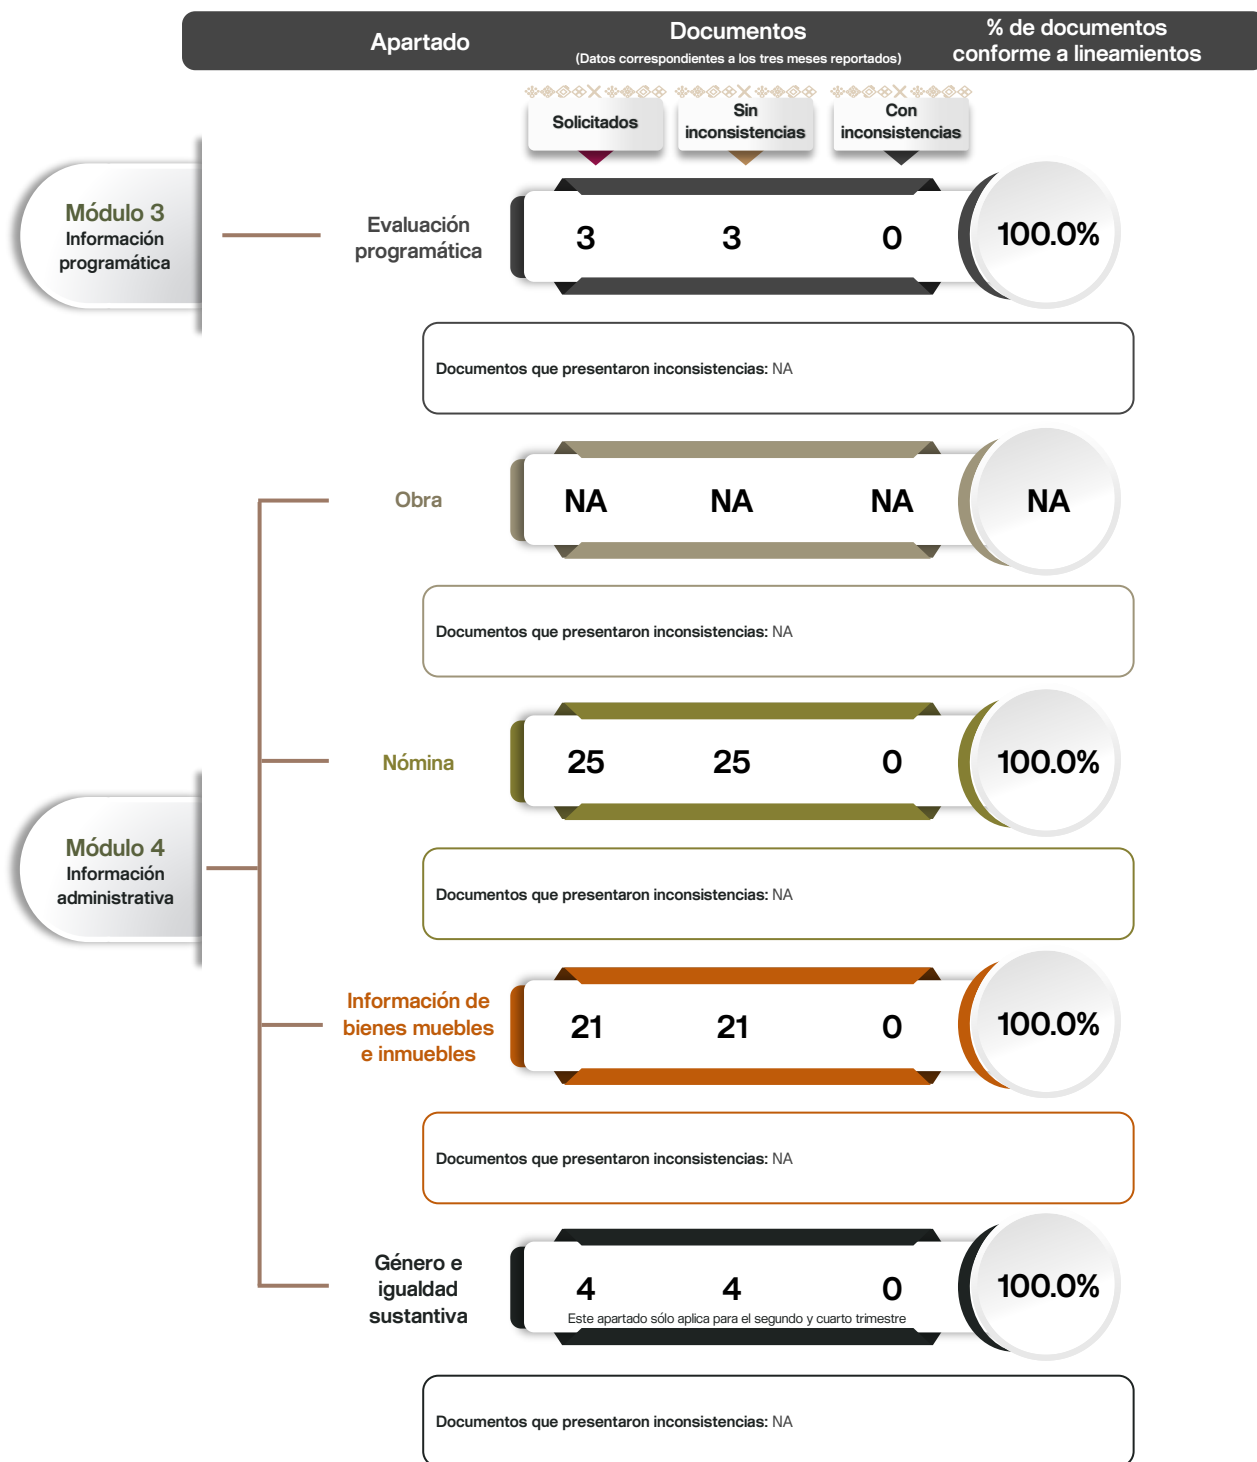 Apartado
Documentos
(Datos correspondientes a los tres meses reportados)
% de documentos
conforme a lineamientos
Solicitados
Sin
inconsistencias
Con
inconsistencias
Módulo 3
Información
programática
Evaluación
programática
3 3 0 100.0%
Documentos que presentaron inconsistencias: NA
Obra
NA NA NA NA
Documentos que presentaron inconsistencias: NA
Nómina
25 25 0 100.0%
Documentos que presentaron inconsistencias: NA
Módulo 4
Información
administrativa
Información de
bienes muebles
e inmuebles
21 21 0 100.0%
Documentos que presentaron inconsistencias: NA
Género e
igualdad
sustantiva
4 4 0 100.0%
Este apartado sólo aplica para el segundo y cuarto trimestre
Documentos que presentaron inconsistencias: NA